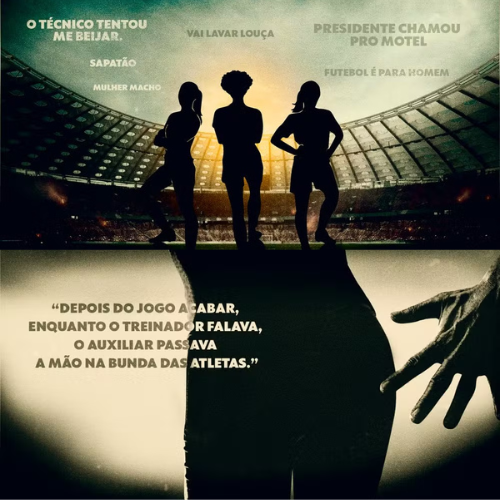 O TÉCNICO TENTOU
ME BEIJAR.
VAI LAVAR LOUÇA
PRESIDENTE CHAMOU
PRO MOTEL
SAPATÃO
FUTEBOL É PARA HOMEM
MULHER MACHO
“DEPOIS DO JOGO ACABAR,
ENQUANTO O TREINADOR FALAVA,
O AUXILIAR PASSAVA
A MÃO NA BUNDA DAS ATLETAS.”